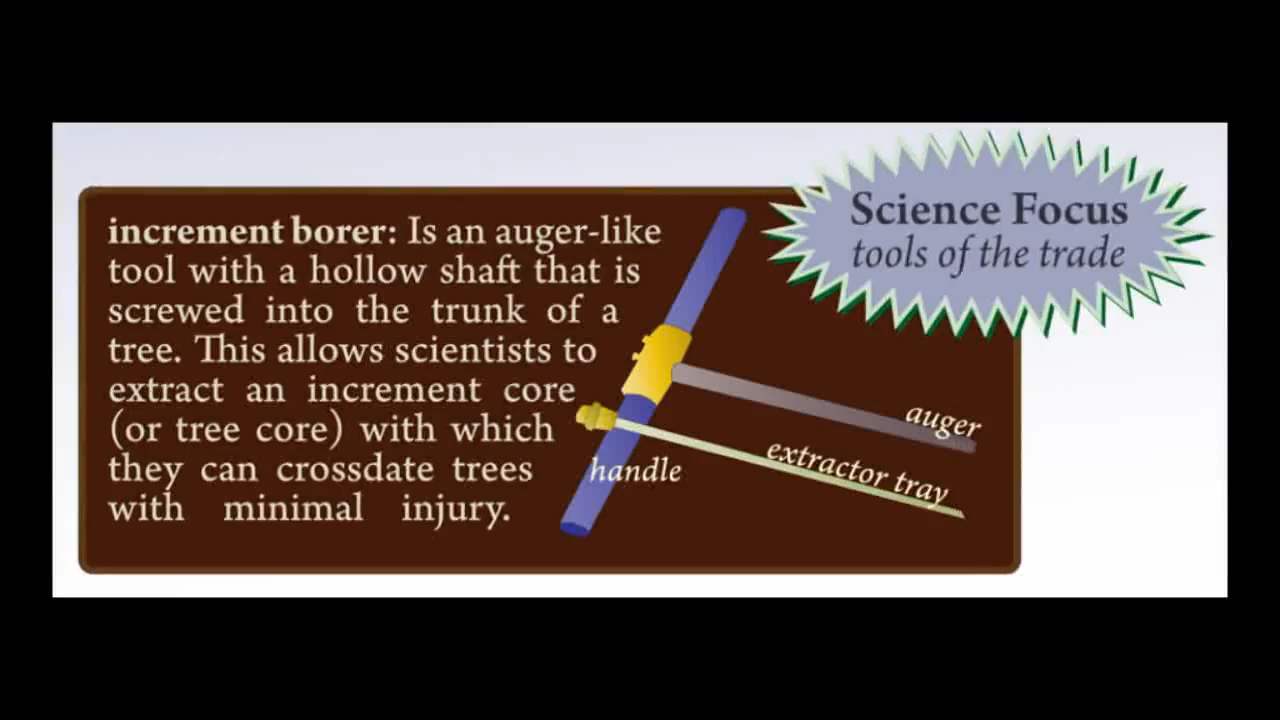 Science Focus
tools of the trade
increment borer: Is an auger-like
tool with a hollow shaft that is
screwed into the trunk of a
tree. This allows scientists to
extract an increment core
(or tree core) with which
they can crossdate trees
with minimal injury.
auger
extractor tray
handle